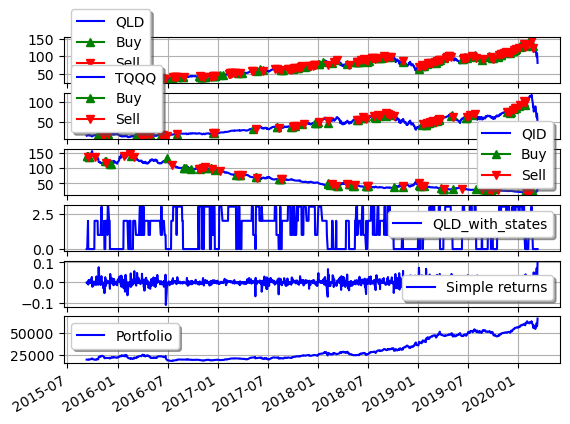 QLD
Buy
Sell
150
100
50
TQQQ
Buy
Sell
100
50
QID
Buy
Sell
150
100
50
QLD_with_states
2.5
0.0
Simple returns
0.1
0.0
−0.1
Portfolio
50000
25000
2015-07
2016-01
2016-07
2017-01
2017-07
2018-01
2018-07
2019-01
2019-07
2020-01